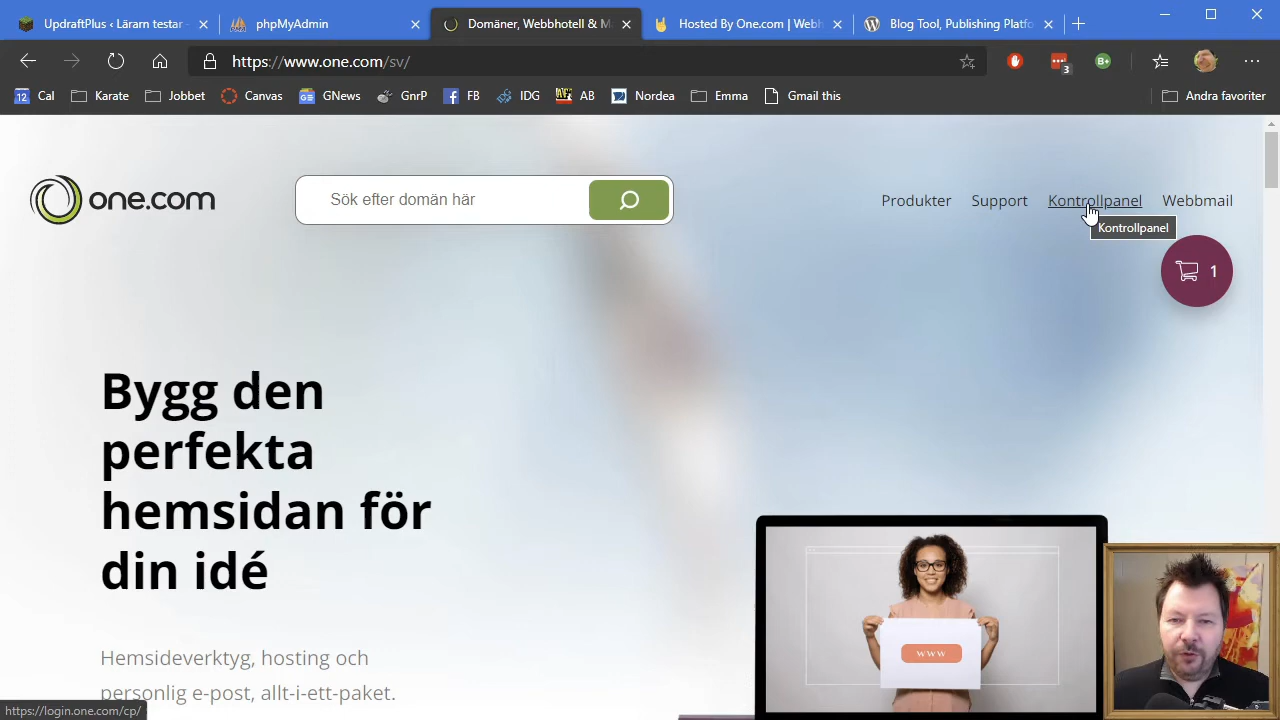 UpdraftPlus ‹ Lärarn testar -
phpMyAdmin
Domäner, Webbhotell & M
Hosted By One.com | Webh
Blog Tool, Publishing Platfo
https://www.one.com/sv/
3
12 Cal
Karate
Jobbet
Canvas
GNews
GnrP
FB
IDG
AB
Nordea
Emma
Gmail this
Andra favoriter
one.com
Sök efter domän här
Produkter
Support
Kontrollpanel
Webbmail
Kontrollpanel
1
Bygg den
perfekta
hemsidan för
din idé
Hemsideverktyg, hosting och
personlig e-post, allt-i-ett-paket.
www
https://login.one.com/cp/